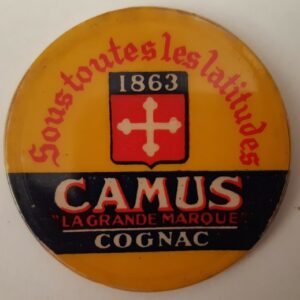 Sous toutes les latitudes
1863
CAMUS
"LA GRANDE MARQUE"
COGNAC